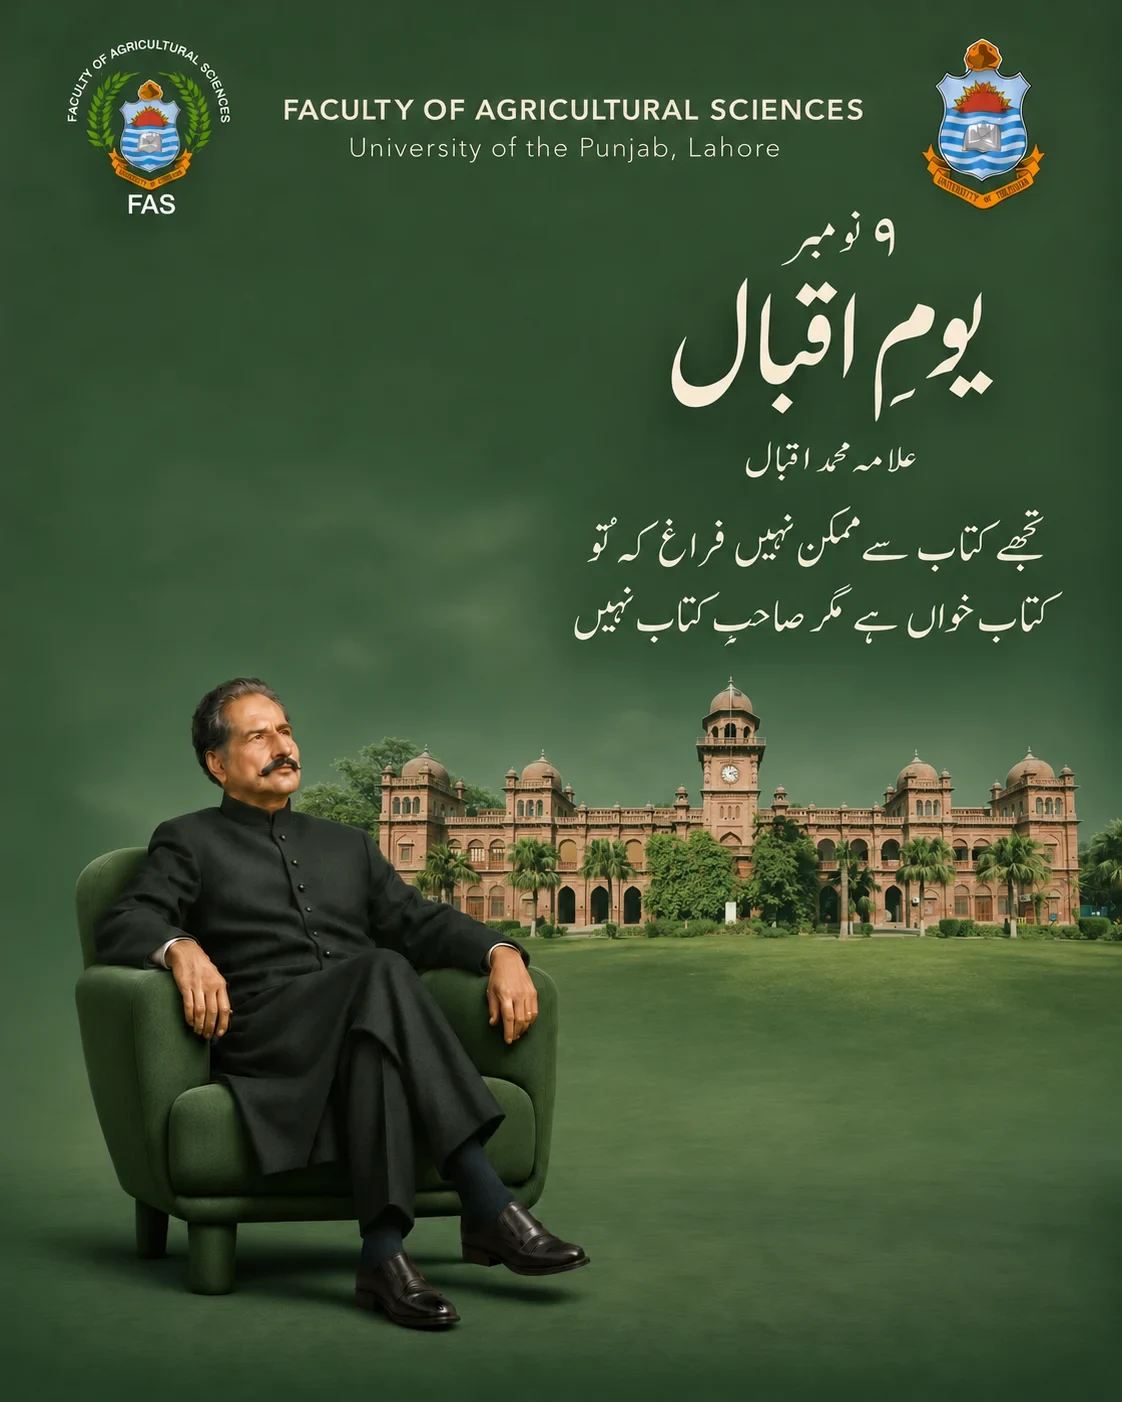 FACULTY OF AGRICULTURAL SCIENCES
FAS
FACULTY OF AGRICULTURAL SCIENCES
University of the Punjab, Lahore
۹ نومبر
یومِ اقبال
علامہ محمد اقبال
تجھے کتاب سے ممکن نہیں فراغ کہ تُو
کتاب خواں ہے مگر صاحبِ کتاب نہیں